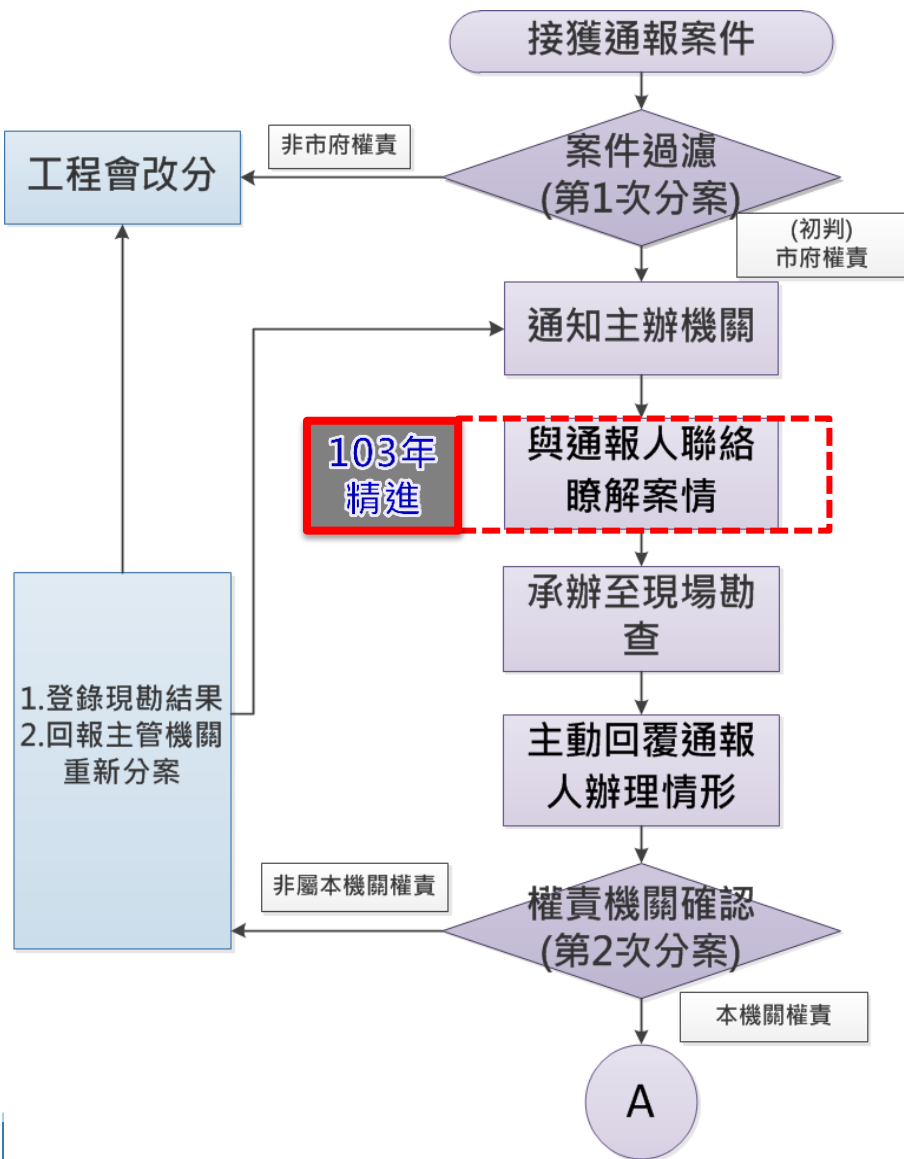 接獲通報案件
工程會改分
非市府權責
案件過濾
(第1次分案)
(初判)
市府權責
通知主辦機關
103年
精進
與通報人聯絡
瞭解案情
承辦至現場勘
查
1.登錄現勘結果
2.回報主管機關
重新分案
主動回覆通報
人辦理情形
非屬本機關權責
權責機關確認
(第2次分案)
本機關權責
A